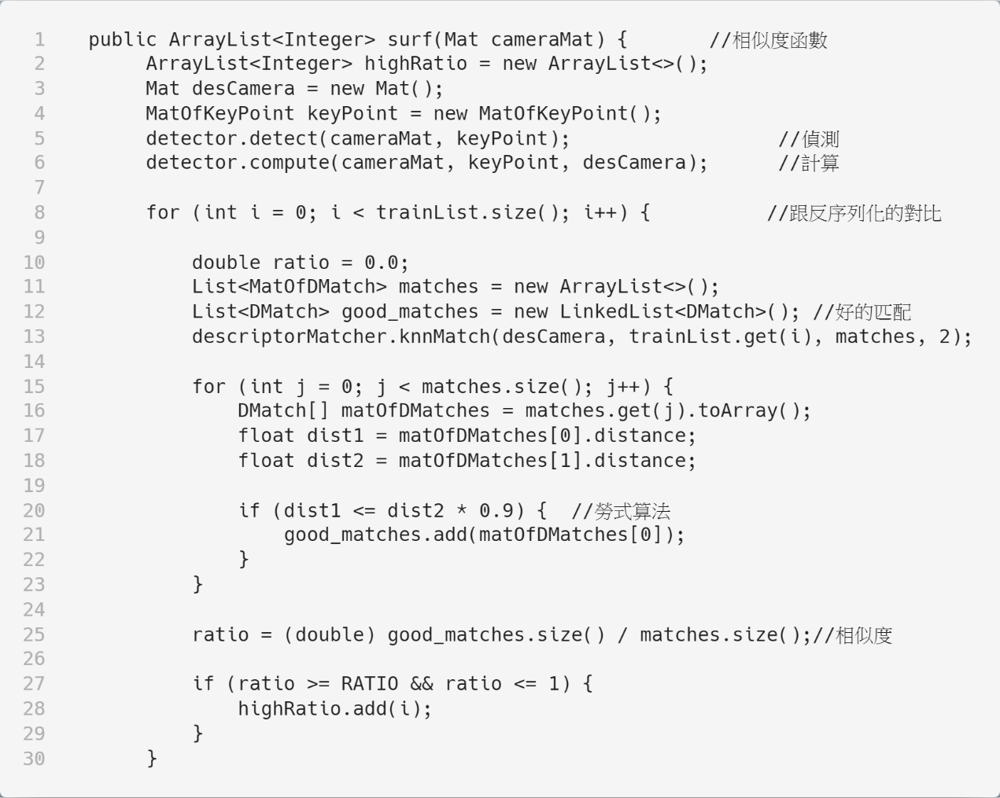 1 public ArrayList<Integer> surf(Mat cameraMat) { //相似度函數
2 ArrayList<Integer> highRatio = new ArrayList<>();
3 Mat desCamera = new Mat();
4 MatOfKeyPoint keyPoint = new MatOfKeyPoint();
5 detector.detect(cameraMat, keyPoint); //偵測
6 detector.compute(cameraMat, keyPoint, desCamera); //計算
7
8 for (int i = 0; i < trainList.size(); i++) { //跟反序列化的對比
9
10 double ratio = 0.0;
11 List<MatOfDMatch> matches = new ArrayList<>();
12 List<DMatch> good_matches = new LinkedList<DMatch>(); //好的匹配
13 descriptorMatcher.knnMatch(desCamera, trainList.get(i), matches, 2);
14
15 for (int j = 0; j < matches.size(); j++) {
16 DMatch[] matOfDMatches = matches.get(j).toArray();
17 float dist1 = matOfDMatches[0].distance;
18 float dist2 = matOfDMatches[1].distance;
19
20 if (dist1 <= dist2 * 0.9) { //勞式算法
21 good_matches.add(matOfDMatches[0]);
22 }
23 }
24
25 ratio = (double) good_matches.size() / matches.size();//相似度
26
27 if (ratio >= RATIO && ratio <= 1) {
28 highRatio.add(i);
29 }
30 }